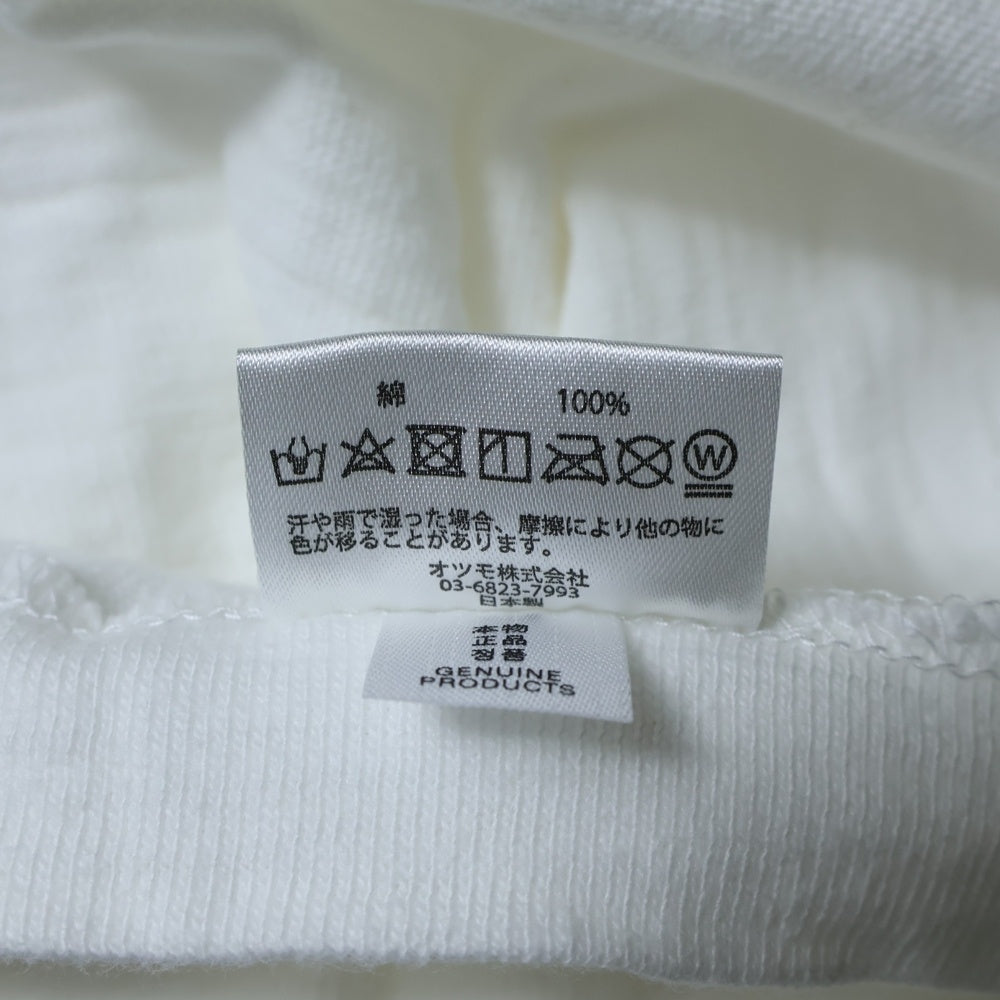 綿 100%
W
汗や雨で湿った場合、摩擦により他の物に
色が移ることがあります。
オツモ株式会社
03-6823-7993
日本製
本物
正品
정품
GENUINE
PRODUCTS